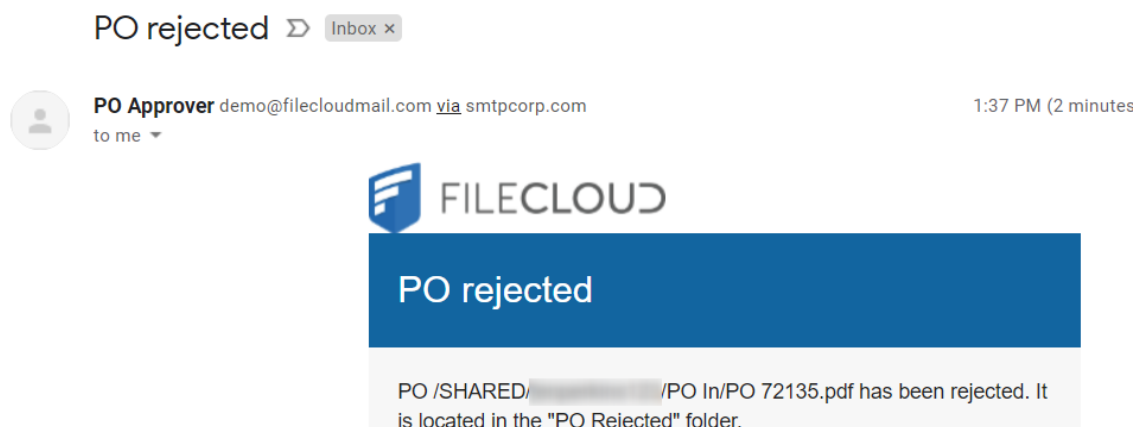 PO rejected Inbox ×
PO Approver demo@filecloudmail.com via smtpcorp.com 1:37 PM (2 minutes
to me
FILECLOUD
PO rejected
PO /SHARED/ /PO In/PO 72135.pdf has been rejected. It
is located in the "PO Rejected" folder.